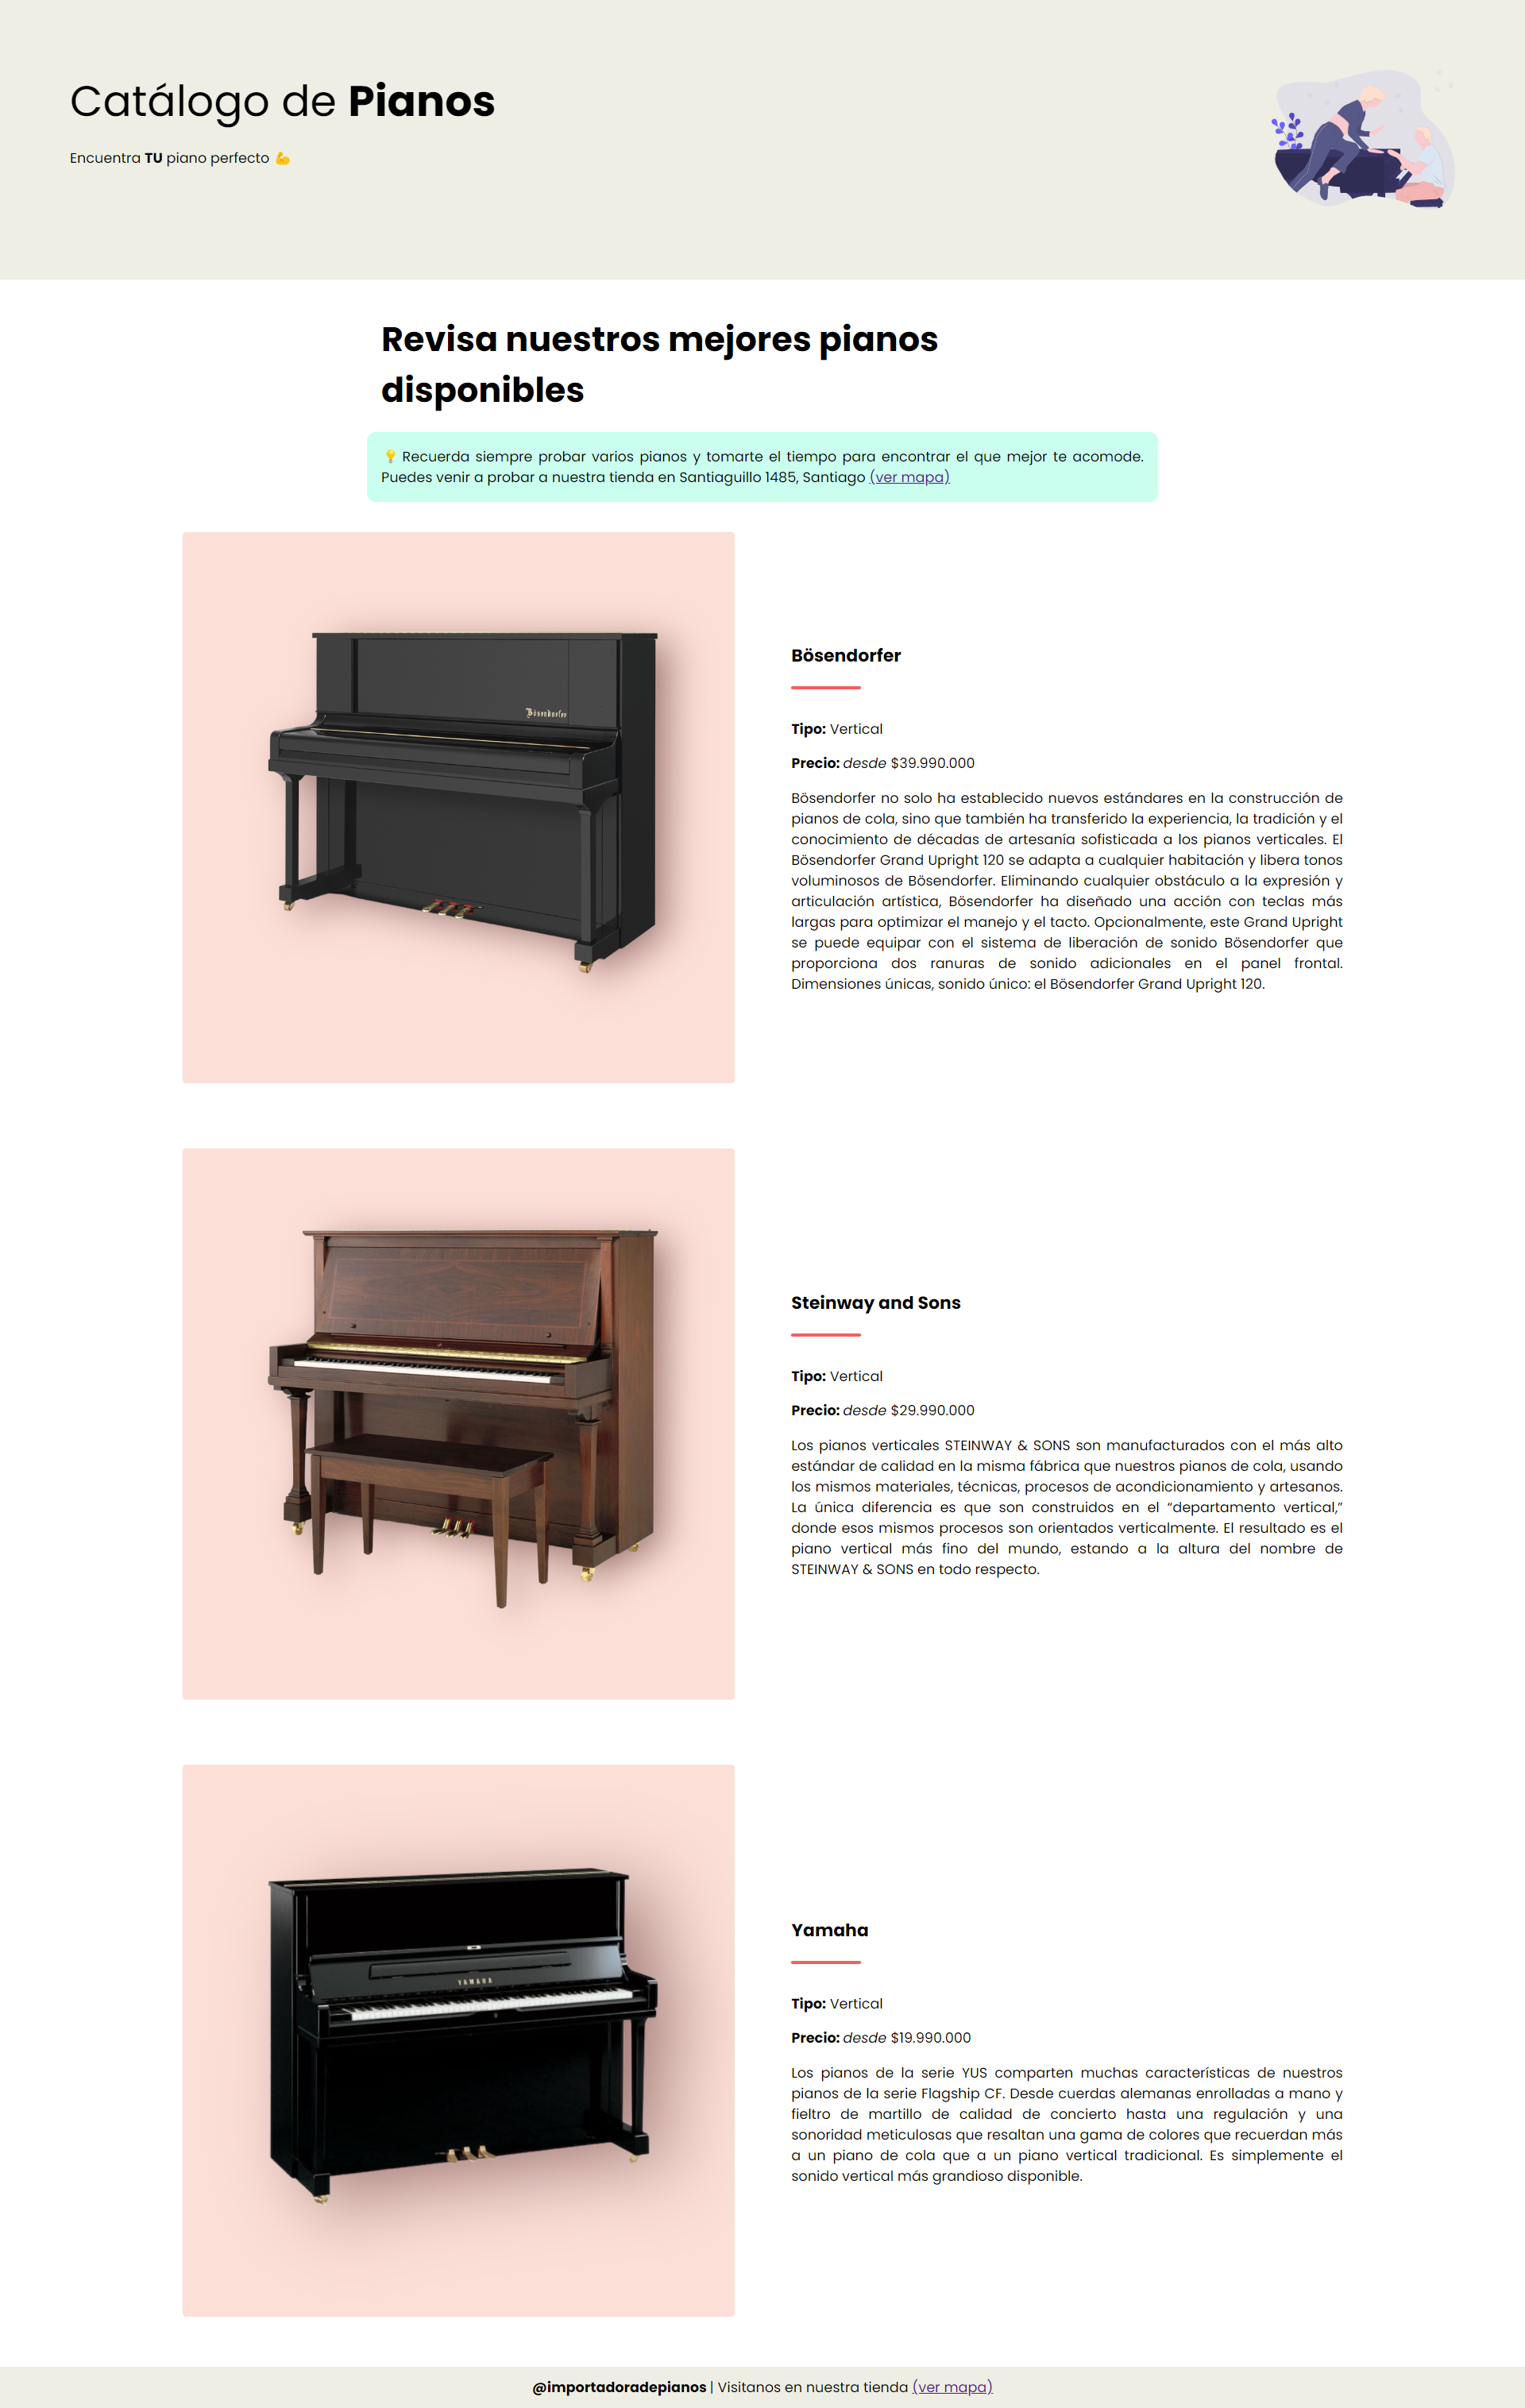 Catálogo de Pianos
Encuentra TU piano perfecto 💪
Revisa nuestros mejores pianos
disponibles
💡 Recuerda siempre probar varios pianos y tomarte el tiempo para encontrar el que mejor te acomode.
Puedes venir a probar a nuestra tienda en Santiaguillo 1485, Santiago (ver mapa)
Bösendorfer
Bösendorfer
Tipo: Vertical
Precio: desde $39.990.000
Bösendorfer no solo ha establecido nuevos estándares en la construcción de
pianos de cola, sino que también ha transferido la experiencia, la tradición y el
conocimiento de décadas de artesanía sofisticada a los pianos verticales. El
Bösendorfer Grand Upright 120 se adapta a cualquier habitación y libera tonos
voluminosos de Bösendorfer. Eliminando cualquier obstáculo a la expresión y
articulación artística, Bösendorfer ha diseñado una acción con teclas más
largas para optimizar el manejo y el tacto. Opcionalmente, este Grand Upright
se puede equipar con el sistema de liberación de sonido Bösendorfer que
proporciona dos ranuras de sonido adicionales en el panel frontal.
Dimensiones únicas, sonido único: el Bösendorfer Grand Upright 120.
Steinway and Sons
Tipo: Vertical
Precio: desde $29.990.000
Los pianos verticales STEINWAY & SONS son manufacturados con el más alto
estándar de calidad en la misma fábrica que nuestros pianos de cola, usando
los mismos materiales, técnicas, procesos de acondicionamiento y artesanos.
La única diferencia es que son construidos en el “departamento vertical,”
donde esos mismos procesos son orientados verticalmente. El resultado es el
piano vertical más fino del mundo, estando a la altura del nombre de
STEINWAY & SONS en todo respecto.
YAMAHA
Yamaha
Tipo: Vertical
Precio: desde $19.990.000
Los pianos de la serie YUS comparten muchas características de nuestros
pianos de la serie Flagship CF. Desde cuerdas alemanas enrolladas a mano y
fieltro de martillo de calidad de concierto hasta una regulación y una
sonoridad meticulosas que resaltan una gama de colores que recuerdan más
a un piano de cola que a un piano vertical tradicional. Es simplemente el
sonido vertical más grandioso disponible.
@importadoradepianos | Visitanos en nuestra tienda (ver mapa)